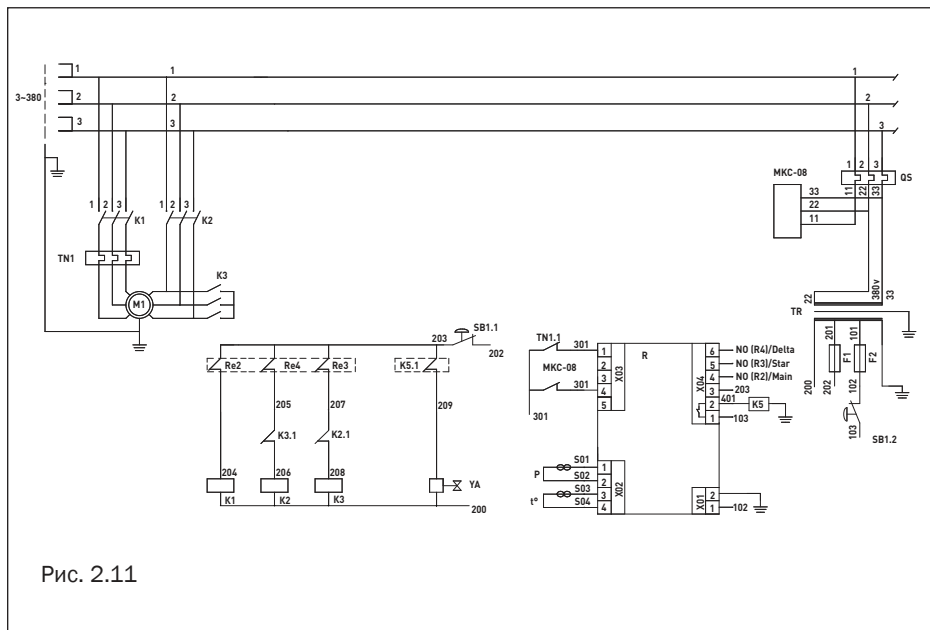 1
1
1
3~380
2
2
2
3
3
3
1 2 3
QS
MKC-08
33
11 22 33
22
11
1 2 3
K1
1 2 3
K2
TN1
K3
M1
22
380v
33
TR
203
SB1.1
202
TN1.1
301
1
R
6
NO (R4)/Delta
201
101
Re2
Re4
Re3
K5.1
MKC-08
2
X03
5
NO (R3)/Star
F1
F2
3
X04
4
NO (R2)/Main
301
4
3
203
200
202
102
205
207
209
5
401
2
K5
301
1
103
K3.1
K2.1
103
SB1.2
S01
1
P
S02
2
X02
204
206
208
YA
S03
3
X01
2
t°
S04
4
1
102
K1
K2
K3
200
Рис. 2.11